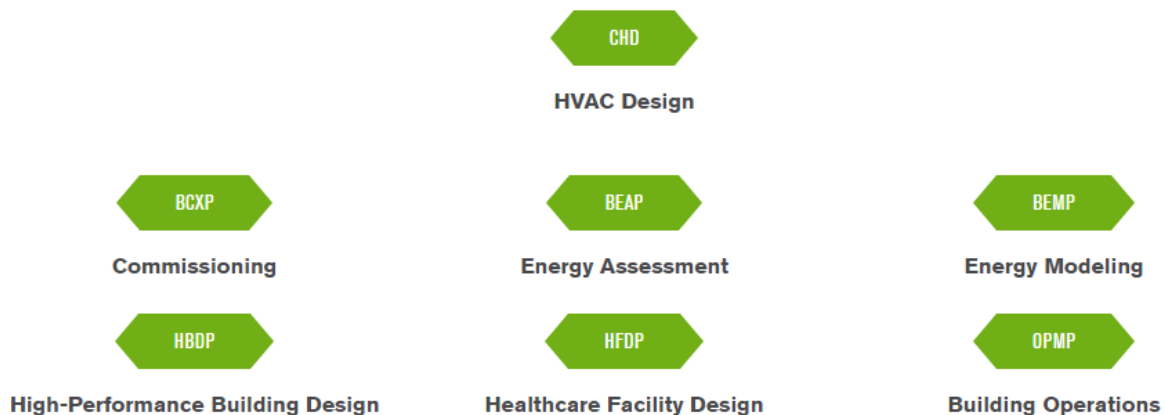 CHD
HVAC Design
BCXP
Commissioning
BEAP
Energy Assessment
BEMP
Energy Modeling
HBDP
High-Performance Building Design
HFDP
Healthcare Facility Design
OPMP
Building Operations